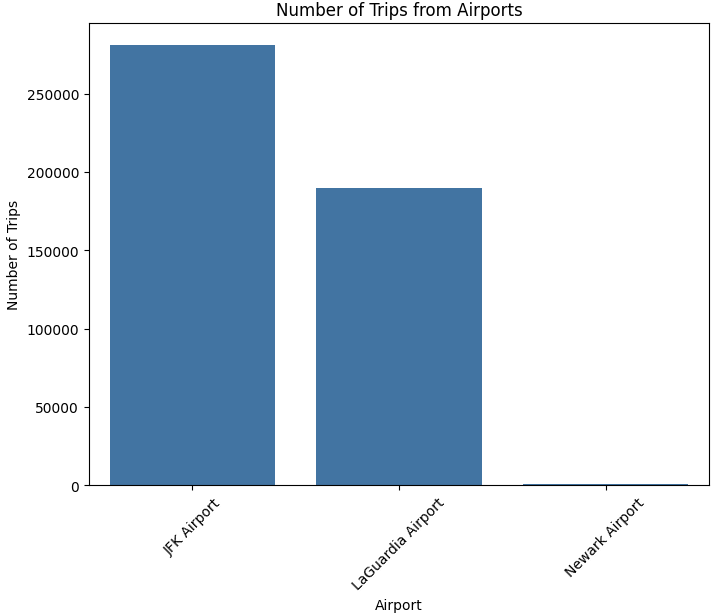 Number of Trips from Airports
Number of Trips
250000
200000
150000
100000
50000
0
JFK Airport
LaGuardia Airport
Newark Airport
Airport